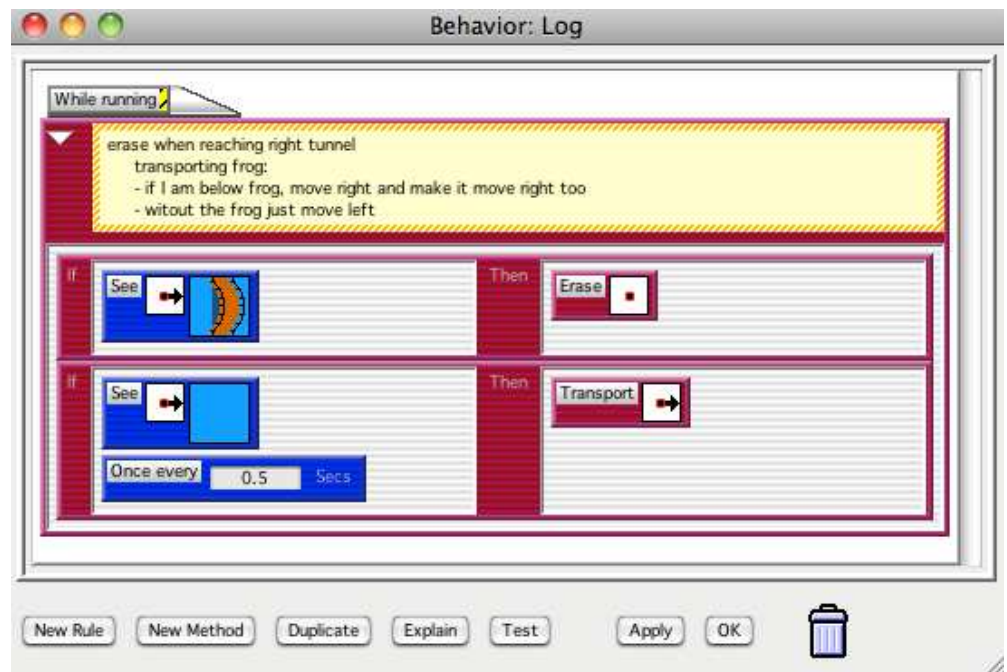 Behavior: Log
While running
erase when reaching right tunnel
transporting frog:
- if I am below frog, move right and make it move right too
- witout the frog just move left
If
See
Then
Erase
If
See
Once every 0.5 Secs
Then
Transport
New Rule New Method Duplicate Explain Test Apply OK